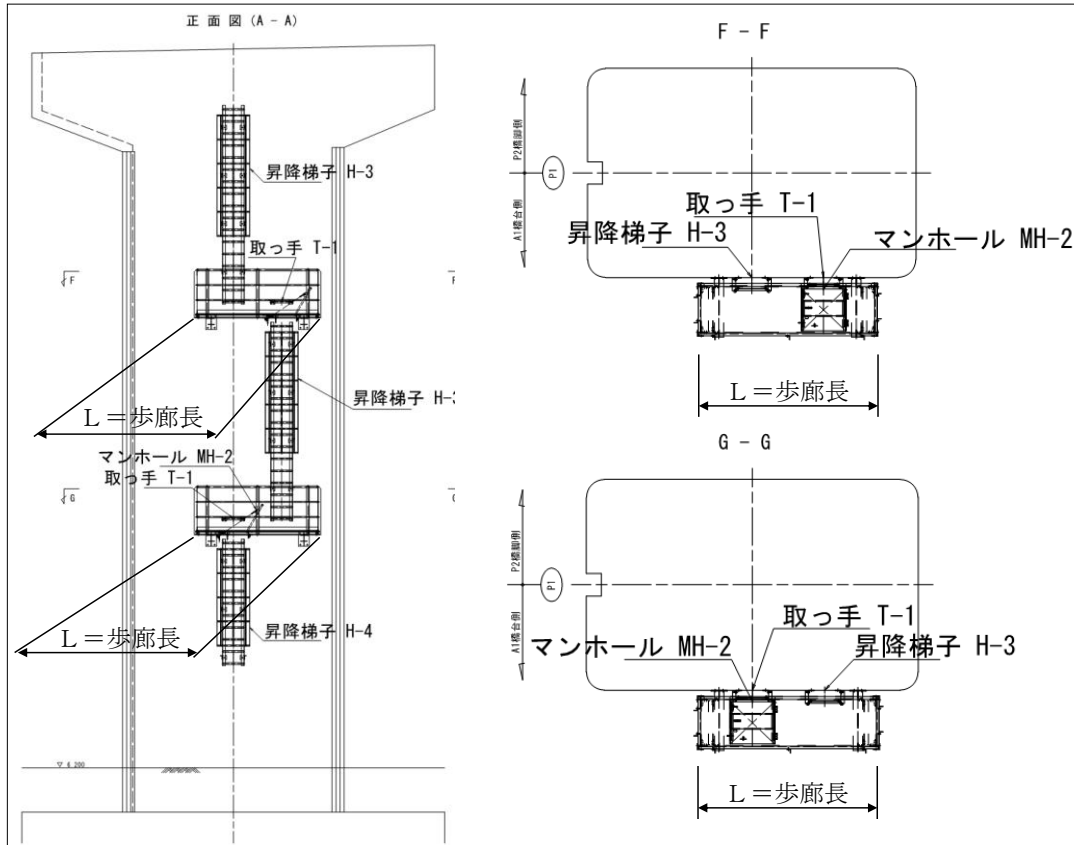 正 面 図 (A - A)
昇降梯子 H-3
取っ手 T-1
F
F
L＝歩廊長
昇降梯子 H-3
マンホール MH-2
取っ手 T-1
G
L＝歩廊長
昇降梯子 H-4
▽ 6.200
F - F
P2橋脚側
P1
A1橋台側
取っ手 T-1
昇降梯子 H-3
マンホール MH-2
L＝歩廊長
G - G
P2橋脚側
P1
A1橋台側
取っ手 T-1
マンホール MH-2 昇降梯子 H-3
L＝歩廊長